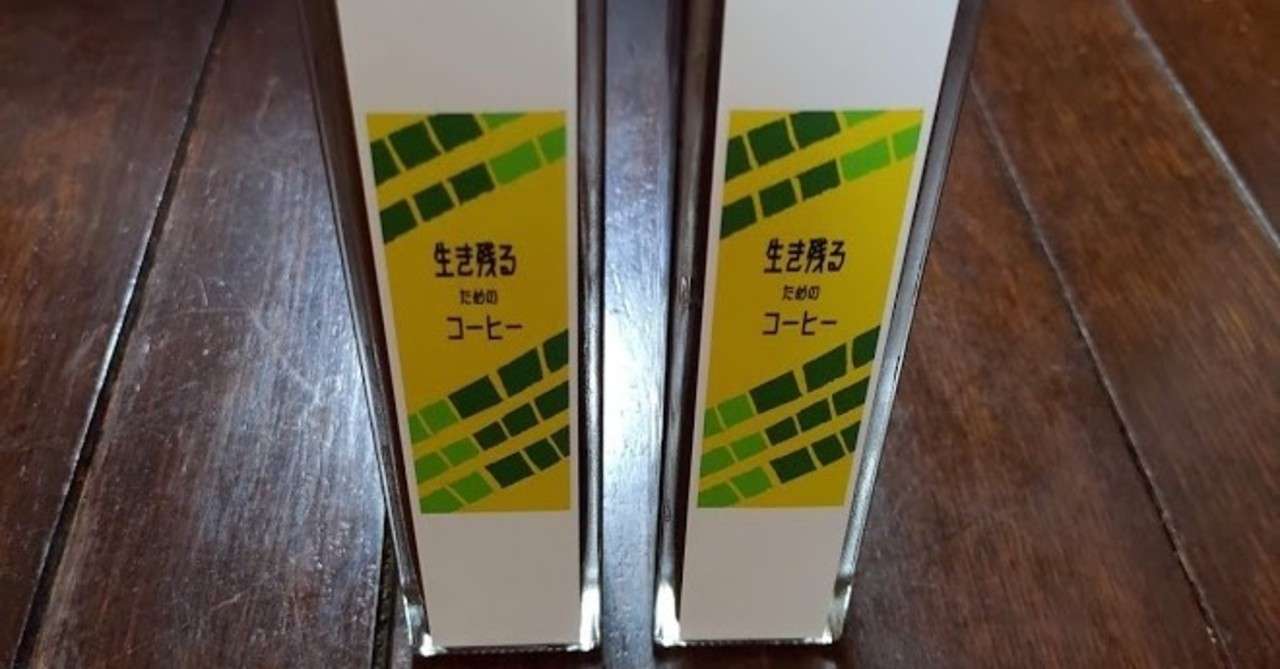 生き残る
ための
コーヒー
生き残る
ための
コーヒー